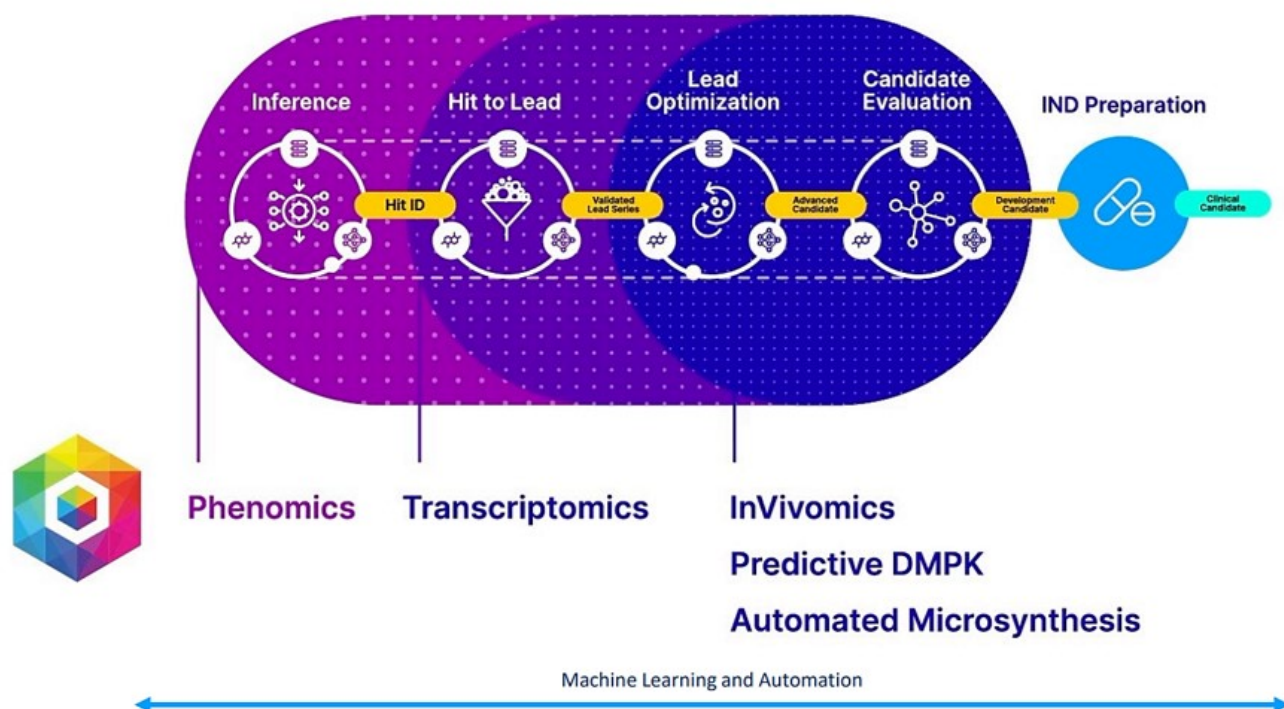 Inference
Hit to Lead
Lead
Optimization
Candidate
Evaluation
IND Preparation
Hit ID
Validated
Lead Series
Advanced
Candidate
Development
Candidate
Clinical
Candidate
Phenomics
Transcriptomics
InVivomics
Predictive DMPK
Automated Microsynthesis
Machine Learning and Automation